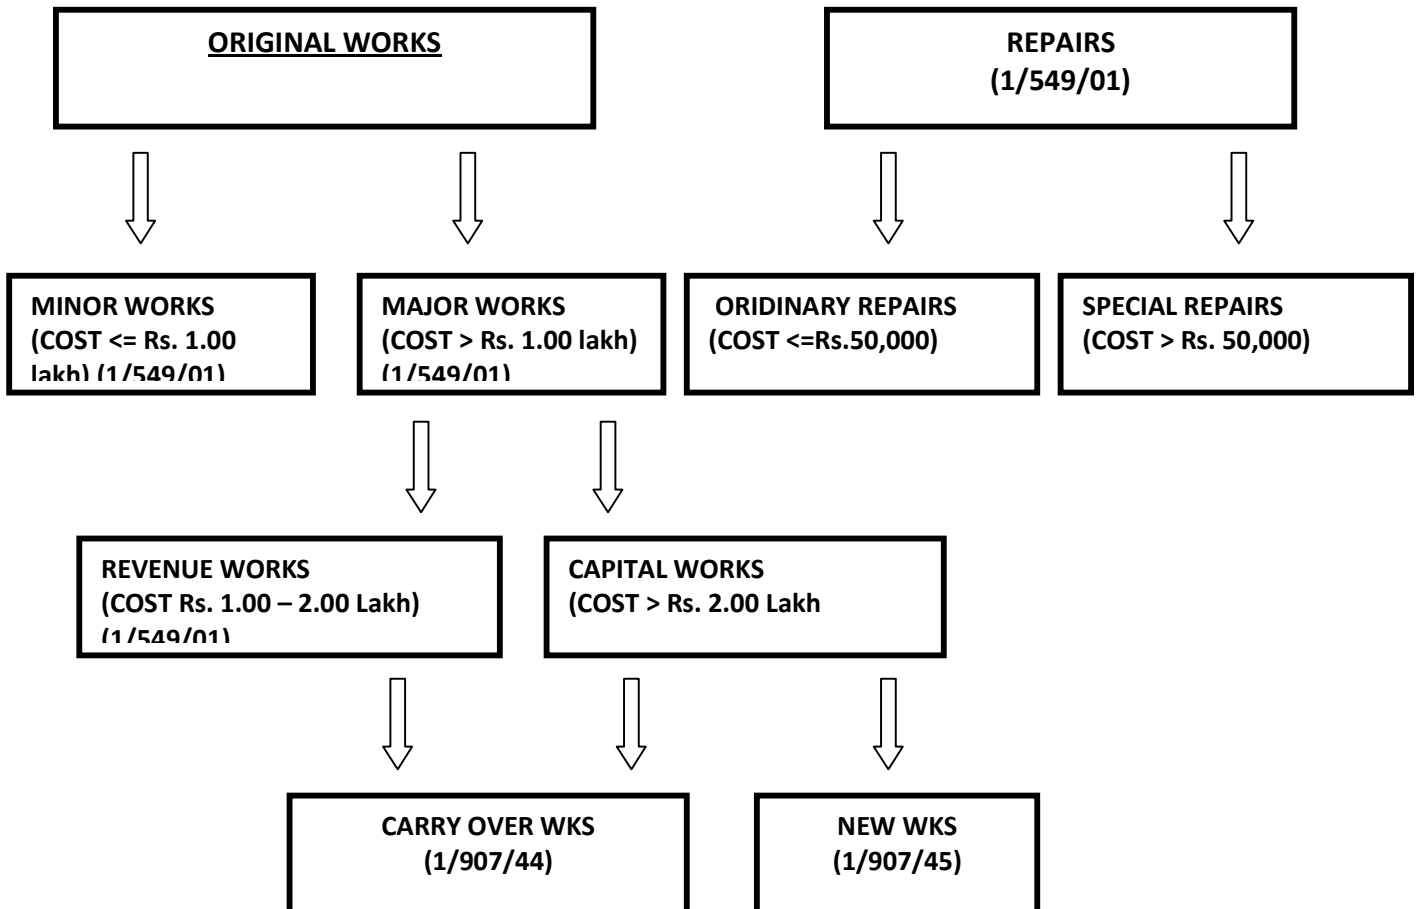 ORIGINAL WORKS
REPAIRS
(1/549/01)
MINOR WORKS
(COST <= Rs. 1.00
lakh) (1/549/01)
MAJOR WORKS
(COST > Rs. 1.00 lakh)
(1/549/01)
ORIDINARY REPAIRS
(COST <=Rs.50,000)
SPECIAL REPAIRS
(COST > Rs. 50,000)
REVENUE WORKS
(COST Rs. 1.00 – 2.00 Lakh)
(1/549/01)
CAPITAL WORKS
(COST > Rs. 2.00 Lakh
CARRY OVER WKS
(1/907/44)
NEW WKS
(1/907/45)